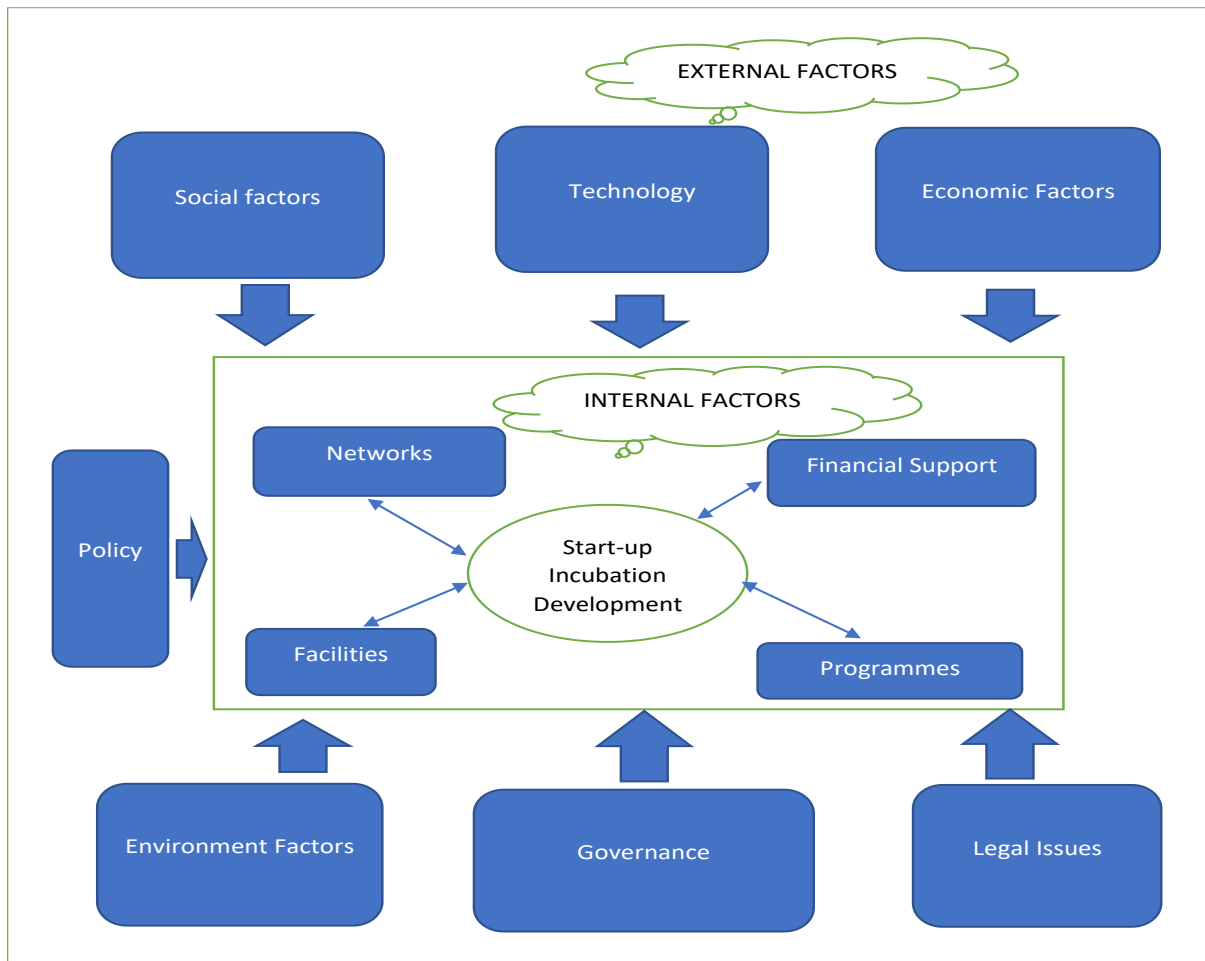 EXTERNAL FACTORS
Social factors
Technology
Economic Factors
INTERNAL FACTORS
Networks
Financial Support
Policy
Start-up
Incubation
Development
Facilities
Programmes
Environment Factors
Governance
Legal Issues